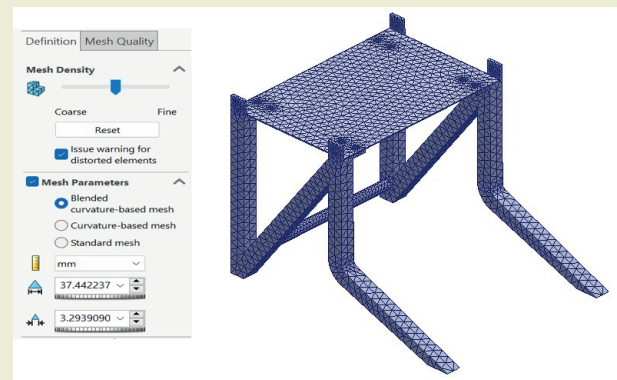 Definition Mesh Quality
Mesh Density
Coarse Fine
Reset
Issue warning for
distorted elements
Mesh Parameters
Blended
curvature-based mesh
Curvature-based mesh
Standard mesh
mm
37.442237
3.2939090